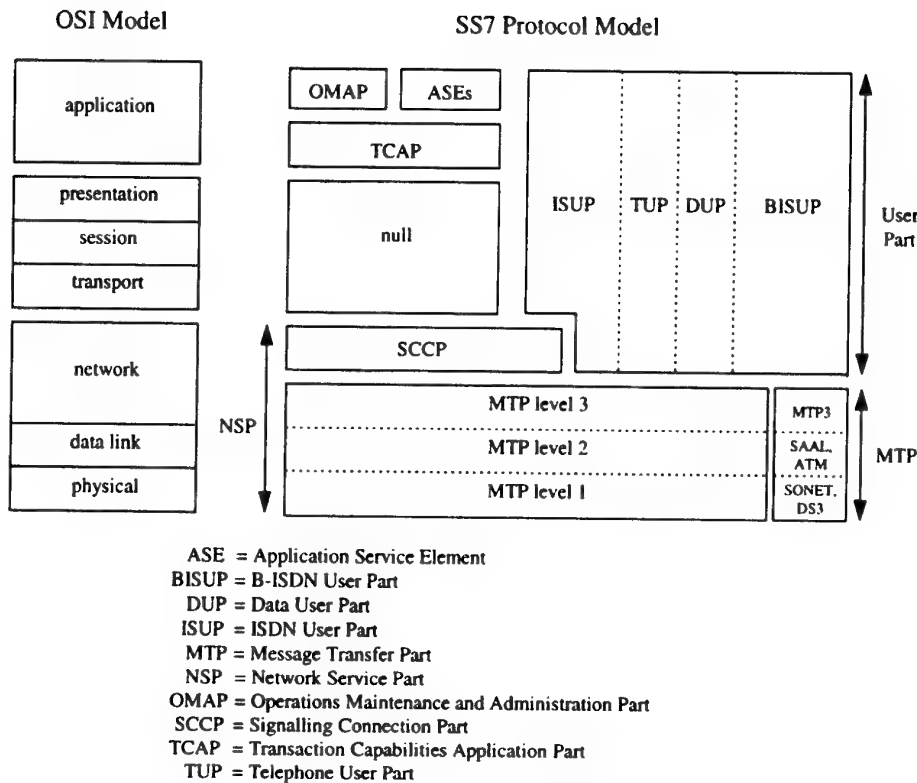 OSI Model
SS7 Protocol Model
application
presentation
session
transport
network
data link
physical
OMAP
ASEs
TCAP
null
SCCP
NSP
ISUP
TUP
DUP
BISUP
User
Part
MTP level 3
MTP level 2
MTP level 1
MTP3
SAAL,
ATM
SONET,
DS3
MTP
ASE = Application Service Element
BISUP = B-ISDN User Part
DUP = Data User Part
ISUP = ISDN User Part
MTP = Message Transfer Part
NSP = Network Service Part
OMAP = Operations Maintenance and Administration Part
SCCP = Signalling Connection Part
TCAP = Transaction Capabilities Application Part
TUP = Telephone User Part